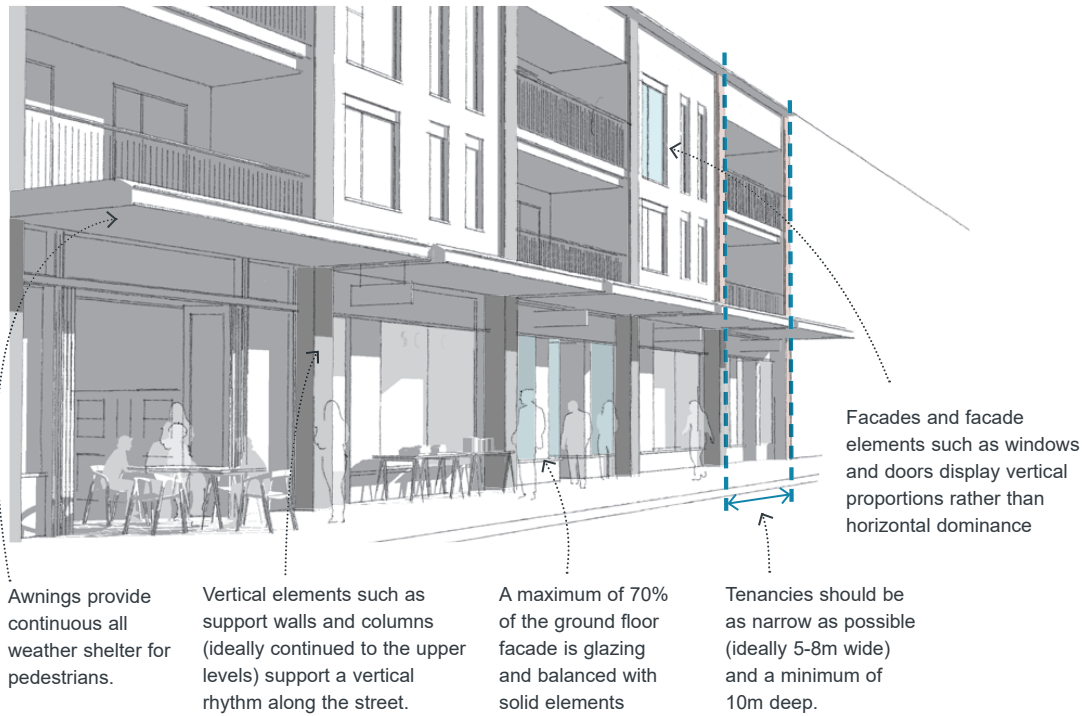 Facades and facade
elements such as windows
and doors display vertical
proportions rather than
horizontal dominance
Awnings provide
continuous all
weather shelter for
pedestrians.
Vertical elements such as
support walls and columns
(ideally continued to the upper
levels) support a vertical
rhythm along the street.
A maximum of 70%
of the ground floor
facade is glazing
and balanced with
solid elements
Tenancies should be
as narrow as possible
(ideally 5-8m wide)
and a minimum of
10m deep.